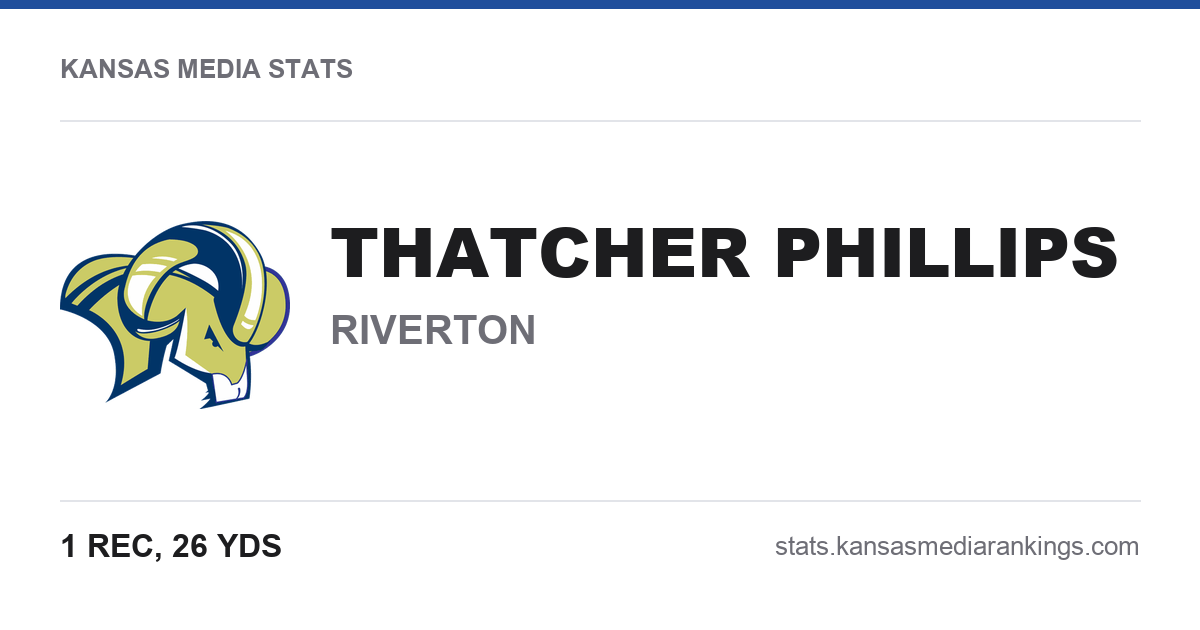 KANSAS MEDIA STATS
THATCHER PHILLIPS
RIVERTON
1 REC, 26 YDS
stats.kansasmediarankings.com